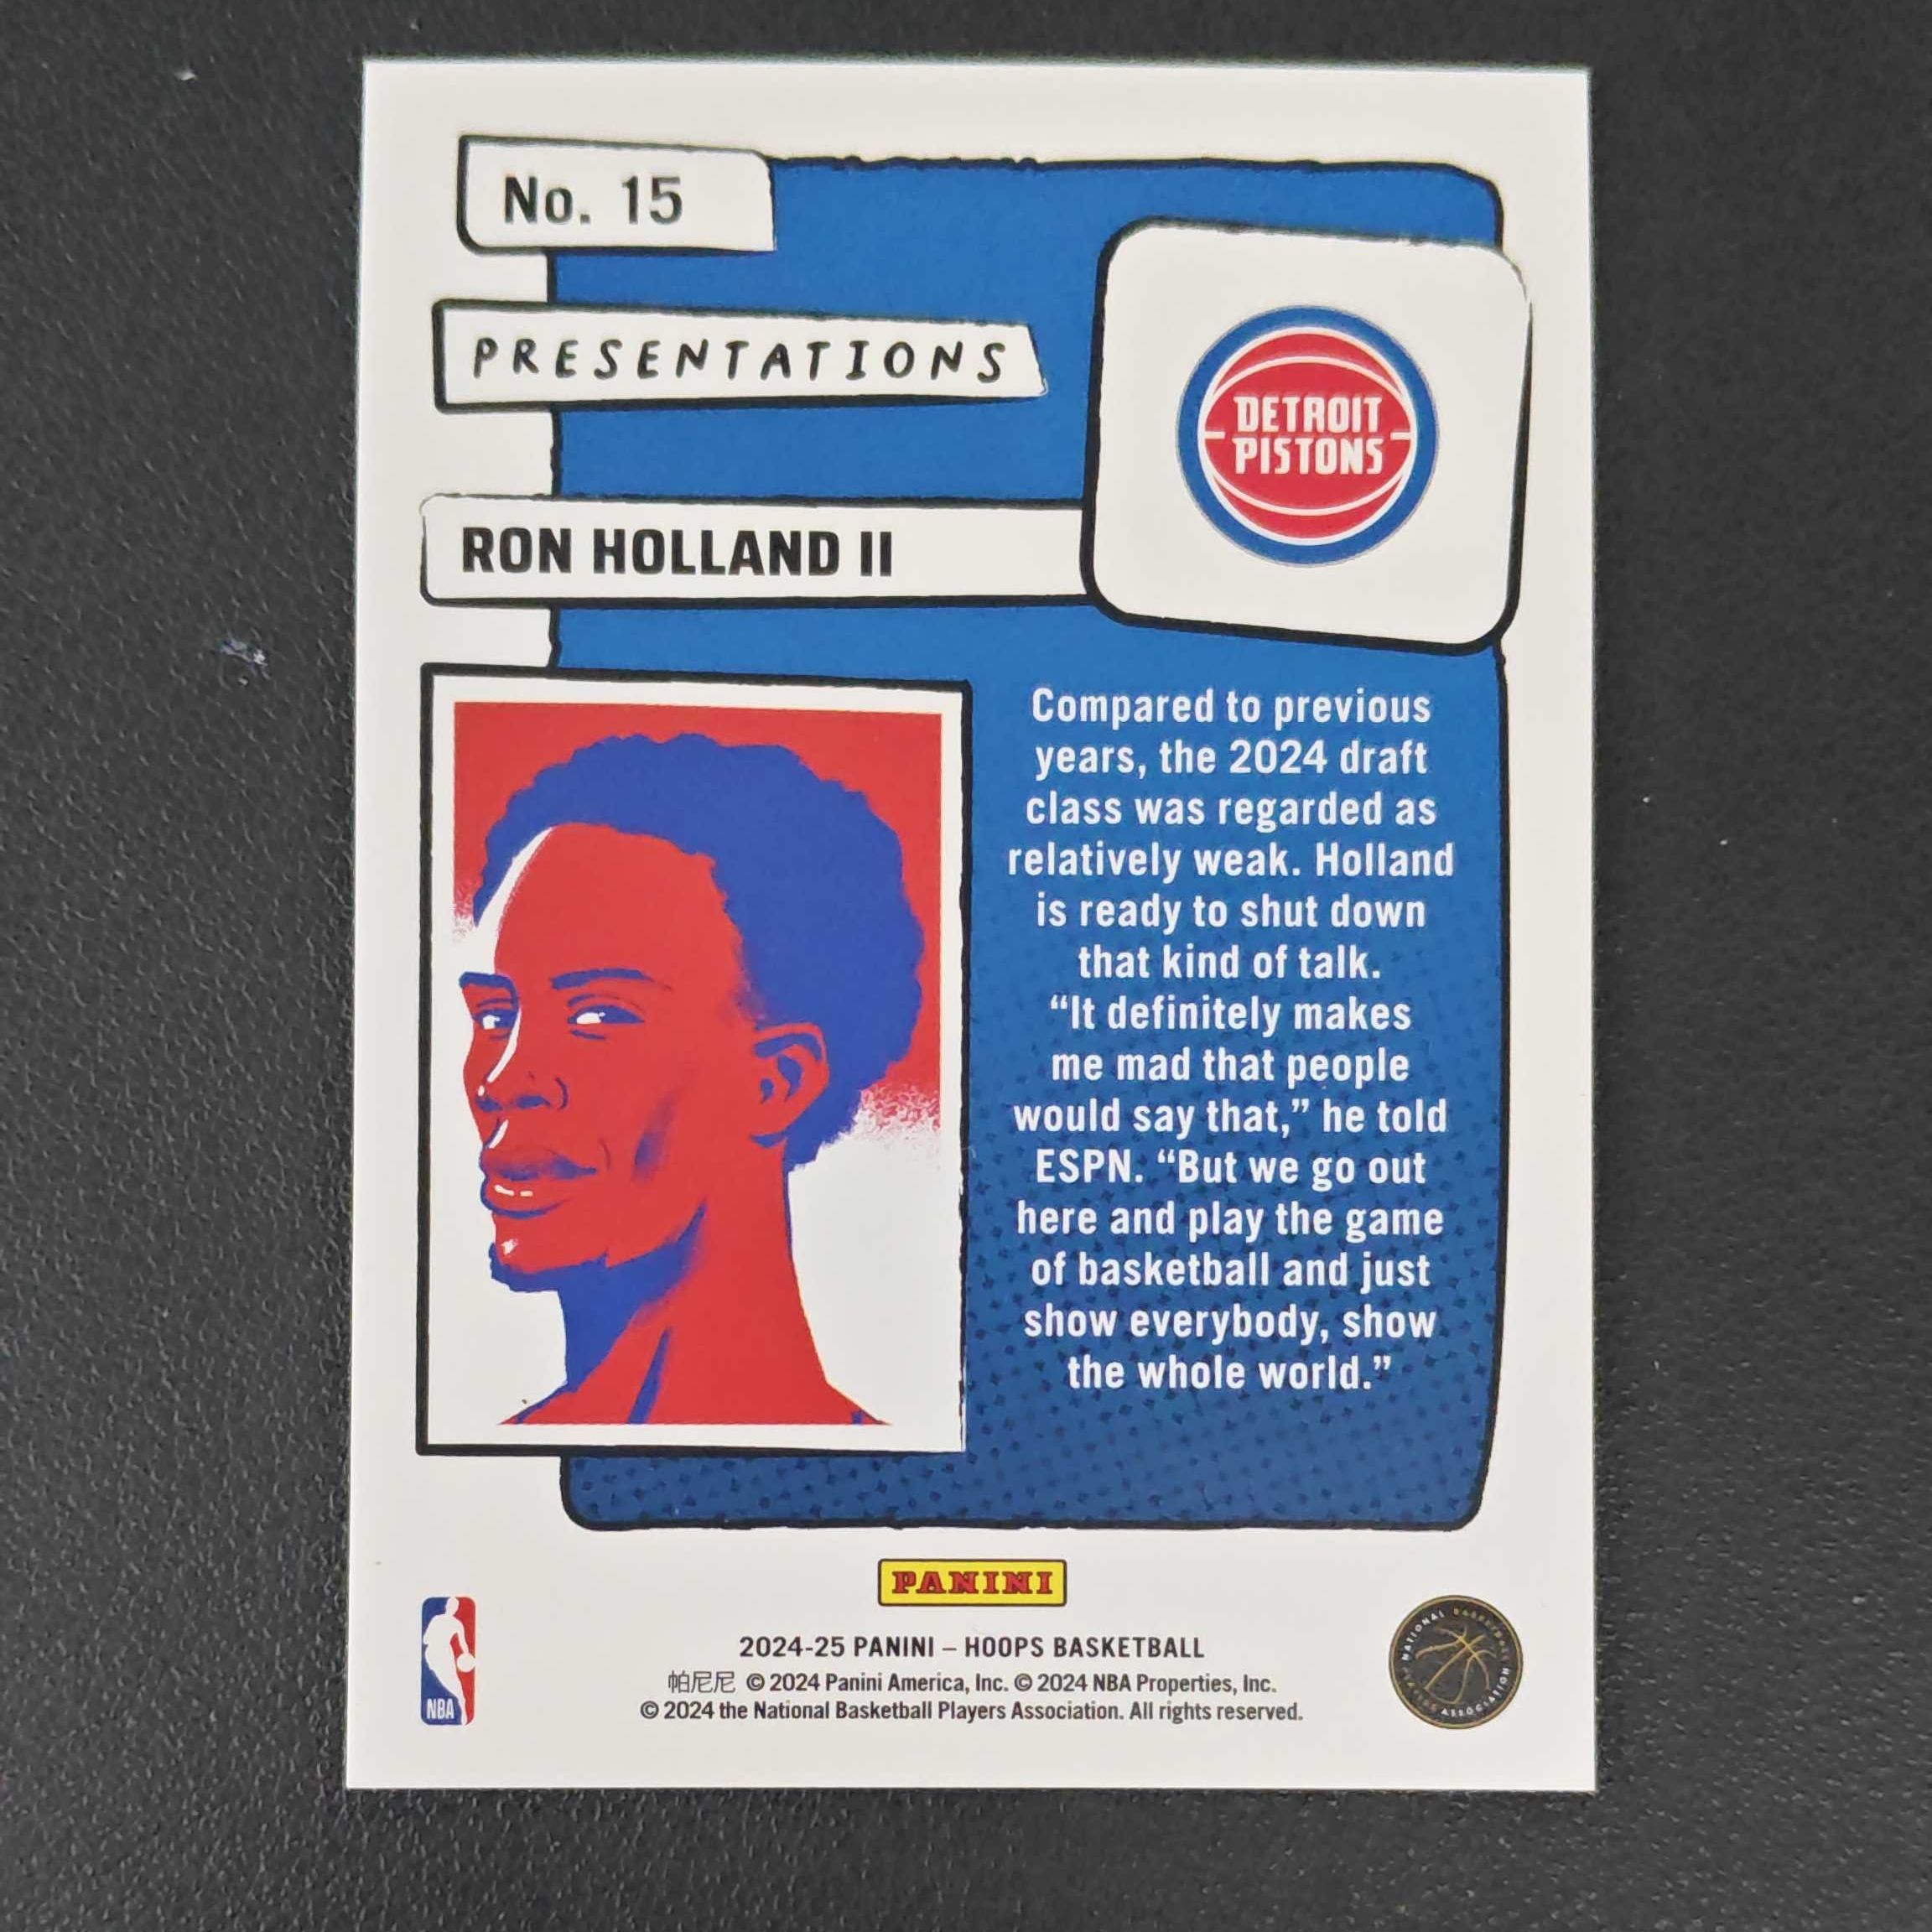 No. 15
PRESENTATIONS
DETROIT
PISTONS
RON HOLLAND II
Compared to previous
years, the 2024 draft
class was regarded as
relatively weak. Holland
is ready to shut down
that kind of talk.
“It definitely makes
me mad that people
would say that,” he told
ESPN. “But we go out
here and play the game
of basketball and just
show everybody, show
the whole world.”
PANINI
2024-25 PANINI – HOOPS BASKETBALL
帕尼尼 © 2024 Panini America, Inc. © 2024 NBA Properties, Inc.
© 2024 the National Basketball Players Association. All rights reserved.
NBA
NATIONAL BASKETBALL
PLAYERS ASSOCIATION